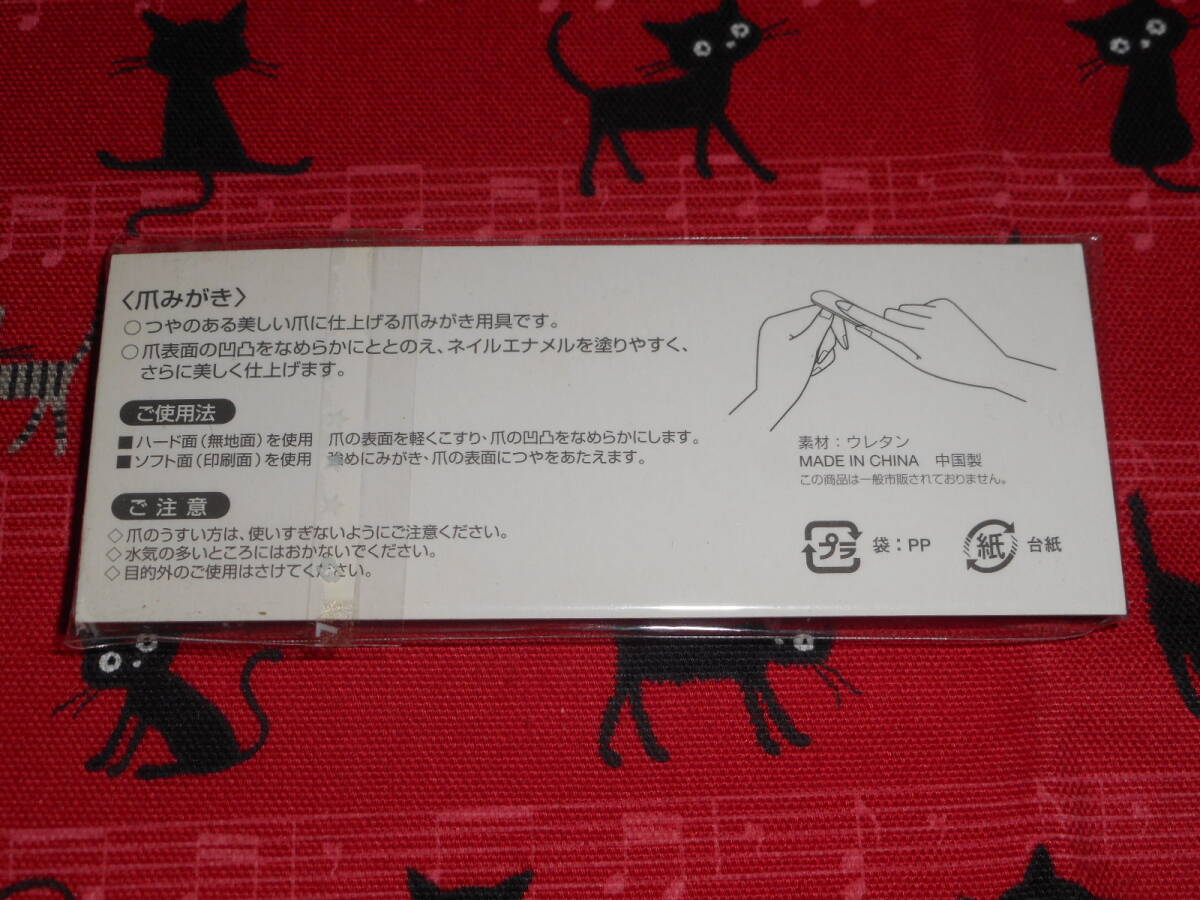 〈爪みがき〉
○つやのある美しい爪に仕上げる爪みがき用具です。
○爪表面の凹凸をなめらかにととのえ、ネイルエナメルを塗りやすく、
さらに美しく仕上げます。
ご使用法
■ハード面(無地面)を使用 爪の表面を軽くこすり、爪の凹凸をなめらかにします。
■ソフト面(印刷面)を使用 強めにみがき、爪の表面につやをあたえます。
ご注意
◇爪のうすい方は、使いすぎないようにご注意ください。
◇水気の多いところにはおかないでください。
◇目的外のご使用はさけてください。
素材：ウレタン
MADE IN CHINA 中国製
この商品は一般市販されておりません。
プラ 袋：PP 紙 台紙